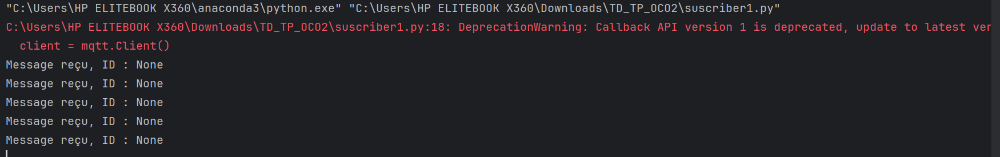 "C:\Users\HP ELITEBOOK X360\anaconda3\python.exe" "C:\Users\HP ELITEBOOK X360\Downloads\TD_TP_OCO2\suscriber1.py"
C:\Users\HP ELITEBOOK X360\Downloads\TD_TP_OCO2\suscriber1.py:18: DeprecationWarning: Callback API version 1 is deprecated, update to latest ver
client = mqtt.Client()
Message reçu, ID : None
Message reçu, ID : None
Message reçu, ID : None
Message reçu, ID : None
Message reçu, ID : None